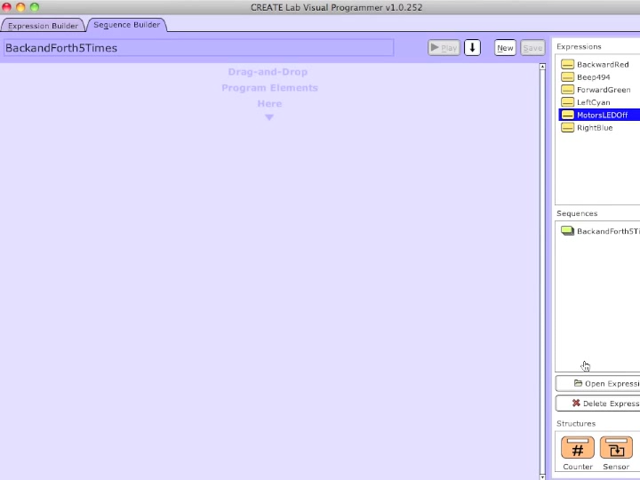 CREATE Lab Visual Programmer v1.0.252
Expression Builder
Sequence Builder
BackandForth5Times
Play
New
Save
Drag-and-Drop
Program Elements
Here
Expressions
BackwardRed
Beep494
ForwardGreen
LeftCyan
MotorsLEDOff
RightBlue
Sequences
BackandForth5Ti
Open Expressi
Delete Express
Structures
#
Counter
Sensor